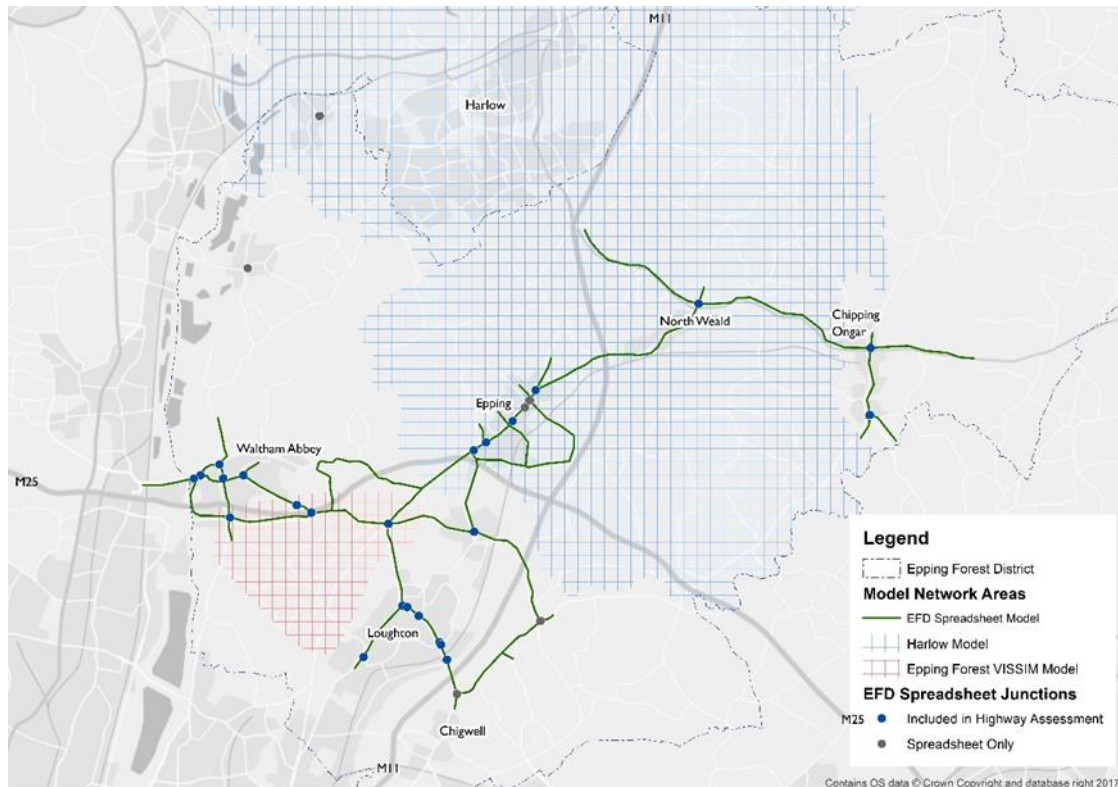 M11
Harlow
North Weald
Chipping
Ongar
Epping
Waltham Abbey
M25
Loughton
Chigwell
M11
M25
Legend
Epping Forest District
Model Network Areas
EFD Spreadsheet Model
Harlow Model
Epping Forest VISSIM Model
EFD Spreadsheet Junctions
Included in Highway Assessment
Spreadsheet Only
Contains OS data © Crown Copyright and database right 2017